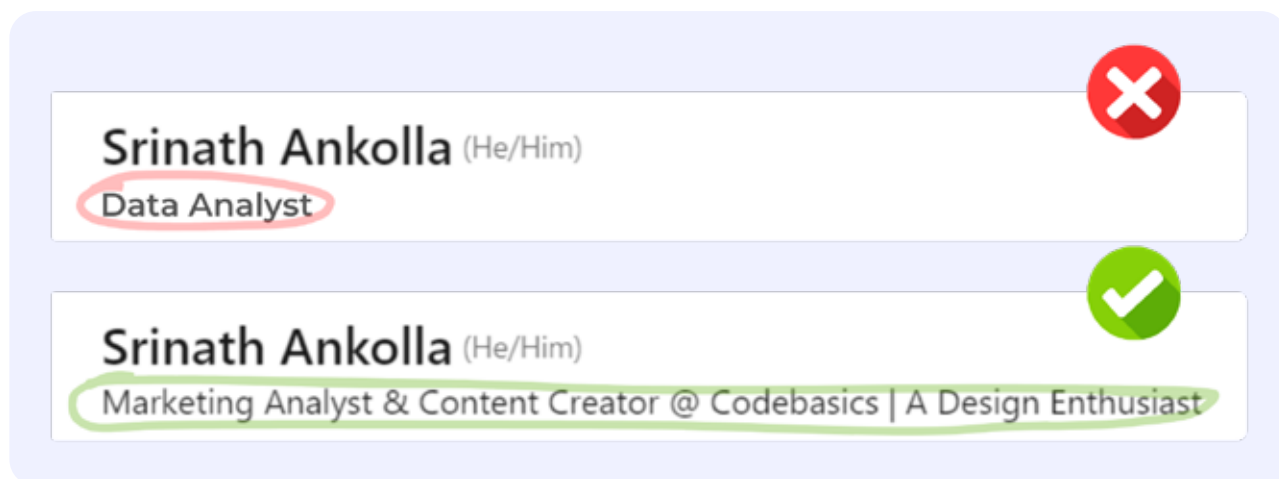 Srinath Ankolla (He/Him)
Data Analyst
Srinath Ankolla (He/Him)
Marketing Analyst & Content Creator @ Codebasics | A Design Enthusiast